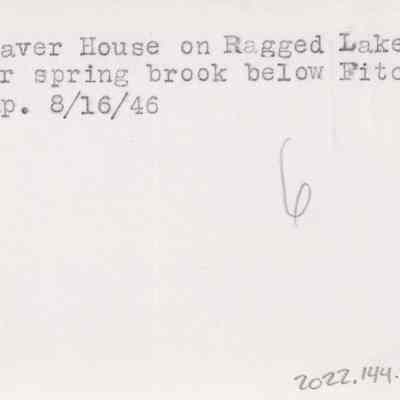 aver House on Ragged Lake
r spring brook below Fitc
p. 8/16/46
6
2022.144.